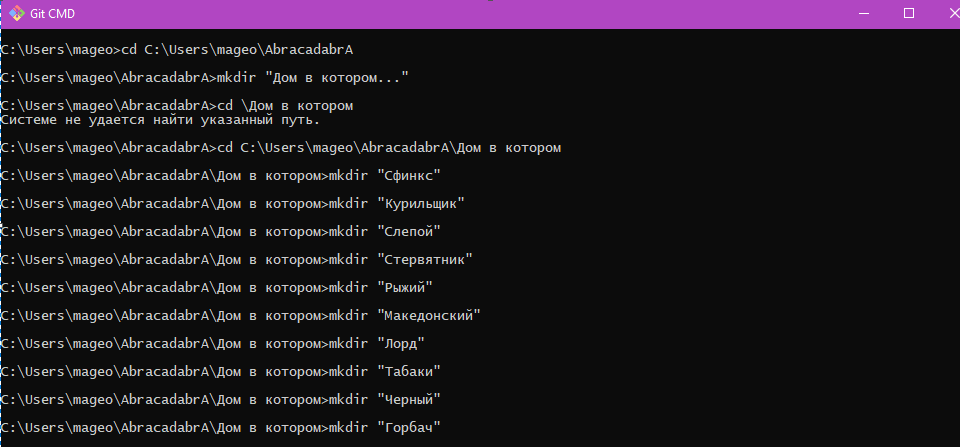 Git CMD
C:\Users\mageo>cd C:\Users\mageo\AbracadabrA
C:\Users\mageo\AbracadabrA>mkdir "Дом в котором..."
C:\Users\mageo\AbracadabrA>cd \Дом в котором
Системе не удается найти указанный путь.
C:\Users\mageo\AbracadabrA>cd C:\Users\mageo\AbracadabrA\Дом в котором
C:\Users\mageo\AbracadabrA\Дом в котором>mkdir "Сфинкс"
C:\Users\mageo\AbracadabrA\Дом в котором>mkdir "Курильщик"
C:\Users\mageo\AbracadabrA\Дом в котором>mkdir "Слепой"
C:\Users\mageo\AbracadabrA\Дом в котором>mkdir "Стервятник"
C:\Users\mageo\AbracadabrA\Дом в котором>mkdir "Рыжий"
C:\Users\mageo\AbracadabrA\Дом в котором>mkdir "Македонский"
C:\Users\mageo\AbracadabrA\Дом в котором>mkdir "Лорд"
C:\Users\mageo\AbracadabrA\Дом в котором>mkdir "Табаки"
C:\Users\mageo\AbracadabrA\Дом в котором>mkdir "Черный"
C:\Users\mageo\AbracadabrA\Дом в котором>mkdir "Горбач"